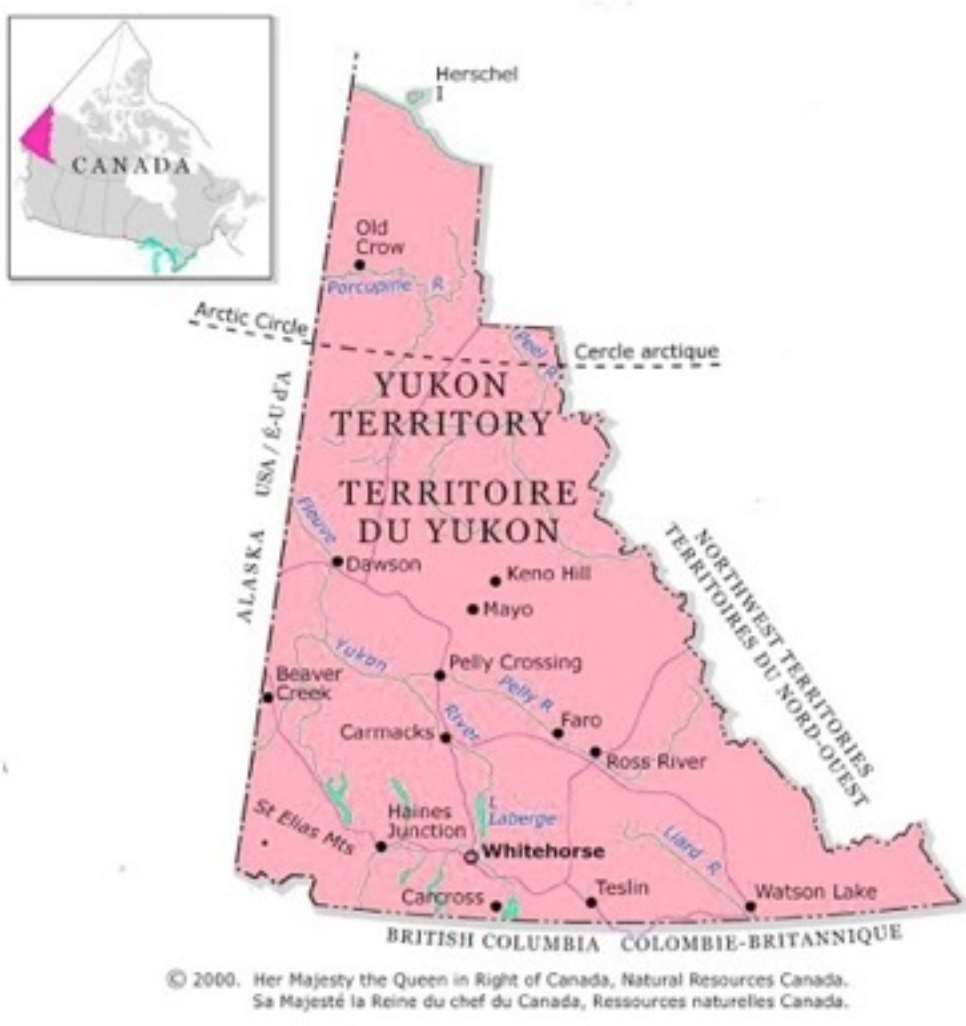 CANADA
Herschel
I
Old
Crow
Porcupine R
Arctic Circle
Cercle arctique
Peel R
YUKON
TERRITORY
TERRITOIRE
DU YUKON
ALASKA USA / É-U d'A
Fleuve
Dawson
Keno Hill
Mayo
NORTHWEST TERRITORIES
TERRITOIRES DU NORD-OUEST
Yukon
River
Pelly Crossing
Beaver
Creek
Pelly R
Carmacks
Faro
Ross River
St Elias Mts
Haines
Junction
L
Laberge
Whitehorse
Liard R
Carcross
Teslin
Watson Lake
BRITISH COLUMBIA COLOMBIE-BRITANNIQUE
© 2000. Her Majesty the Queen in Right of Canada, Natural Resources Canada.
Sa Majesté la Reine du chef du Canada, Ressources naturelles Canada.